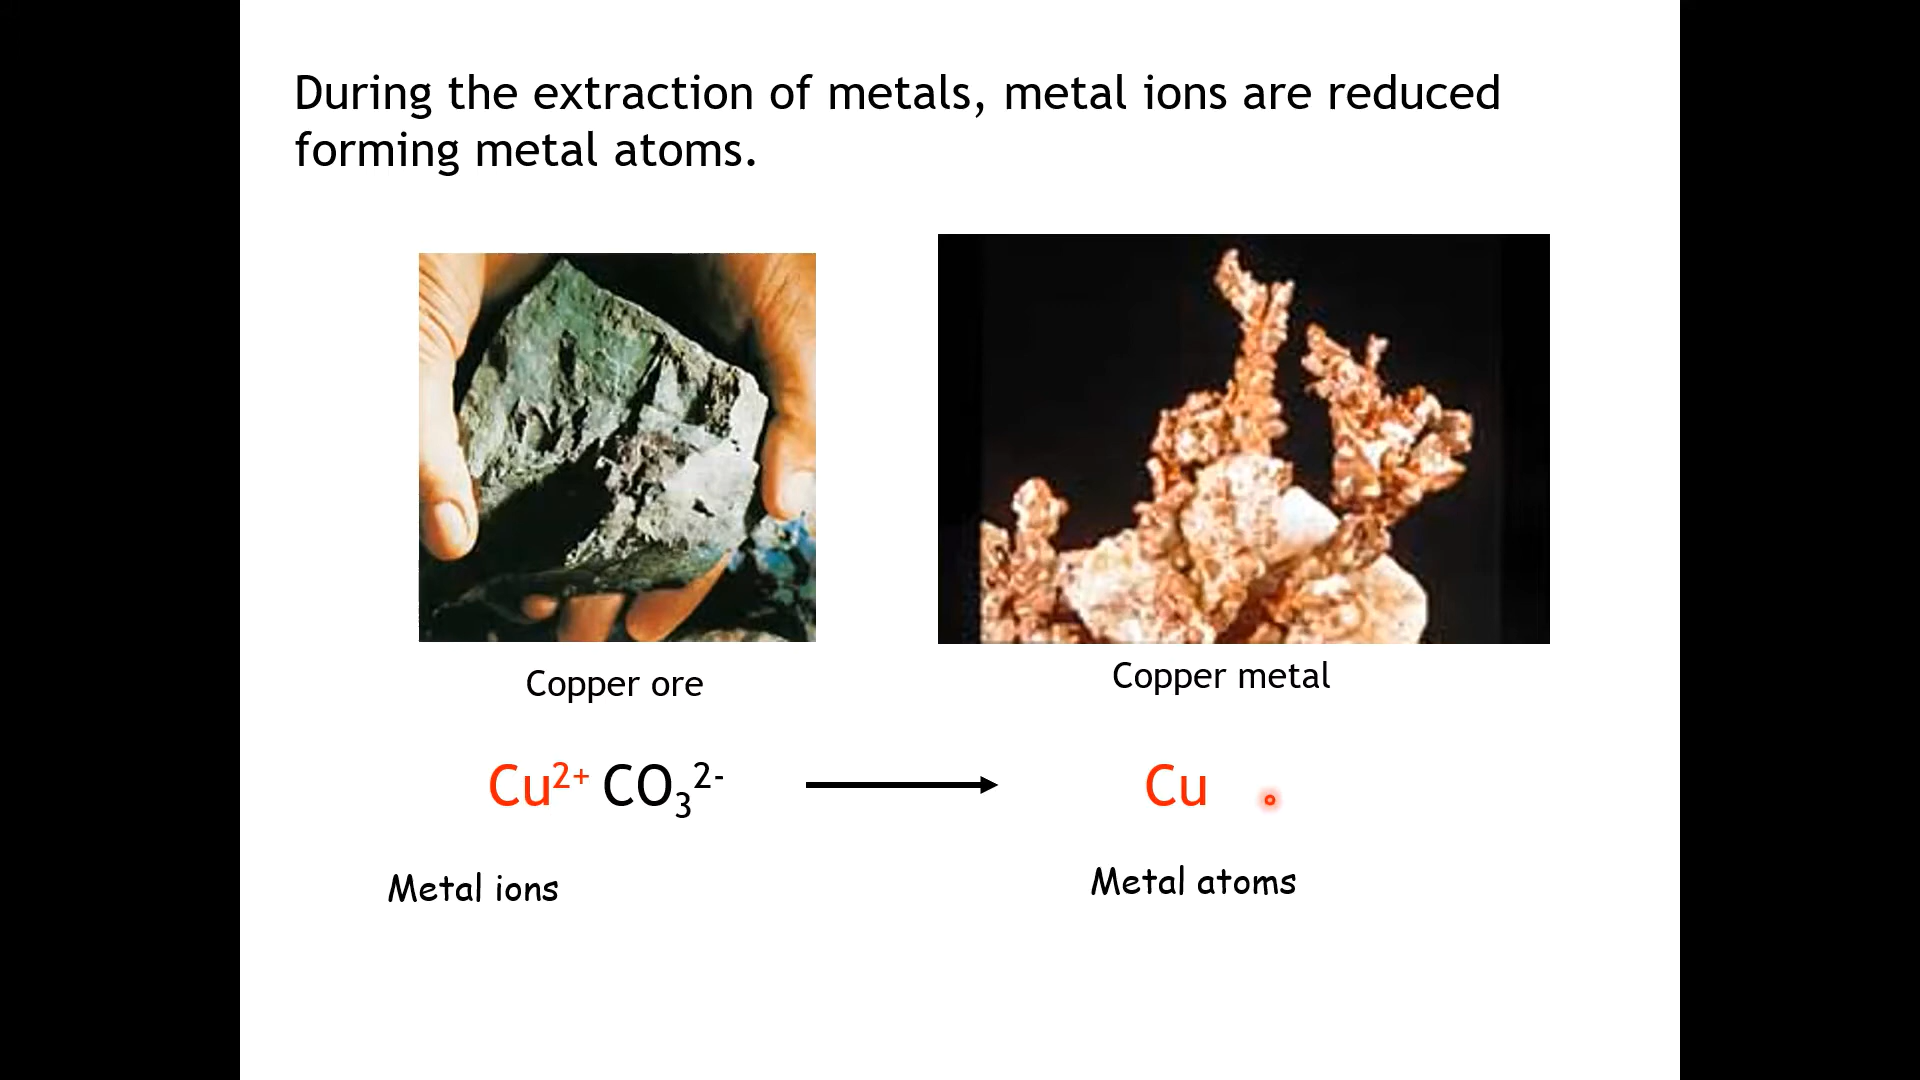 During the extraction of metals, metal ions are reduced
forming metal atoms.
Copper ore
Copper metal
Cu²⁺ CO₃²⁻
Cu
Metal ions
Metal atoms